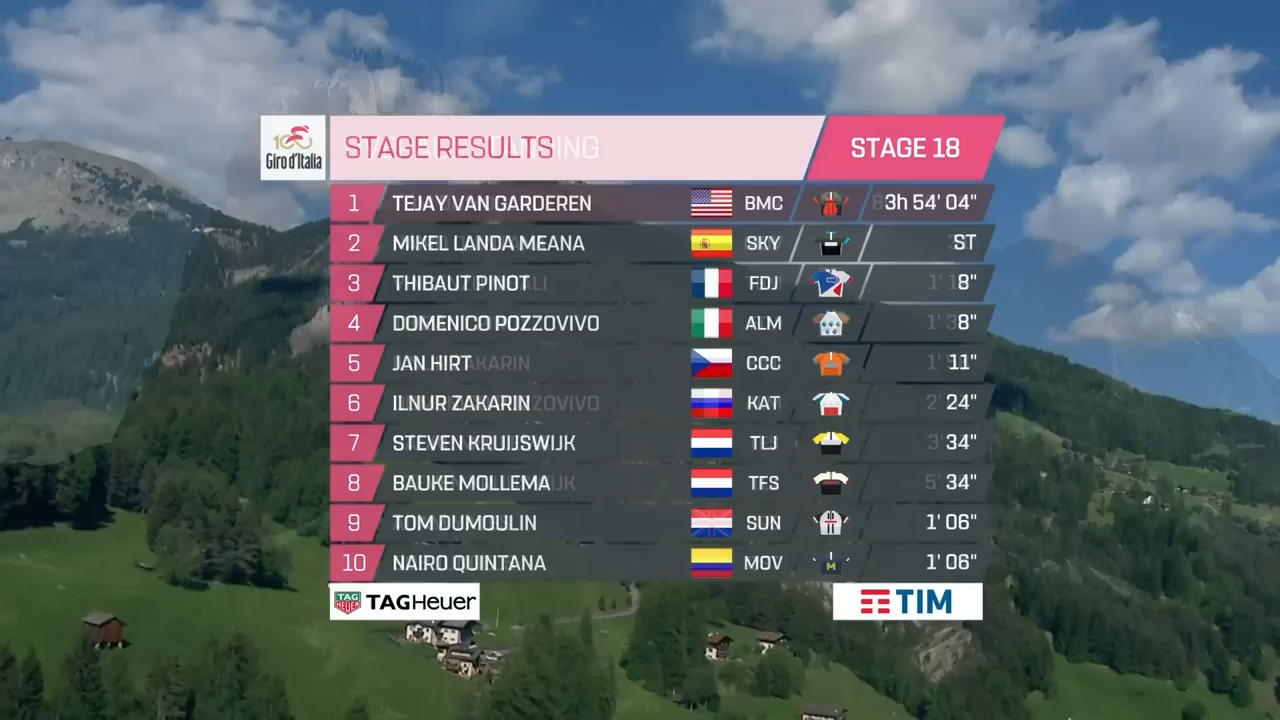 100
Giro d'Italia
STAGE RESULTS STAGE 18
1 TEJAY VAN GARDEREN BMC 3h 54' 04"
2 MIKEL LANDA MEANA SKY ST
3 THIBAUT PINOT FDJ 8"
4 DOMENICO POZZOVIVO ALM 8"
5 JAN HIRT CCC 11"
6 ILNUR ZAKARIN KAT 24"
7 STEVEN KRUIJSWIJK TLJ 34"
8 BAUKE MOLLEMA TFS 34"
9 TOM DUMOULIN SUN 1' 06"
10 NAIRO QUINTANA MOV 1' 06"
TAG HEUER TAGHeuer TIM